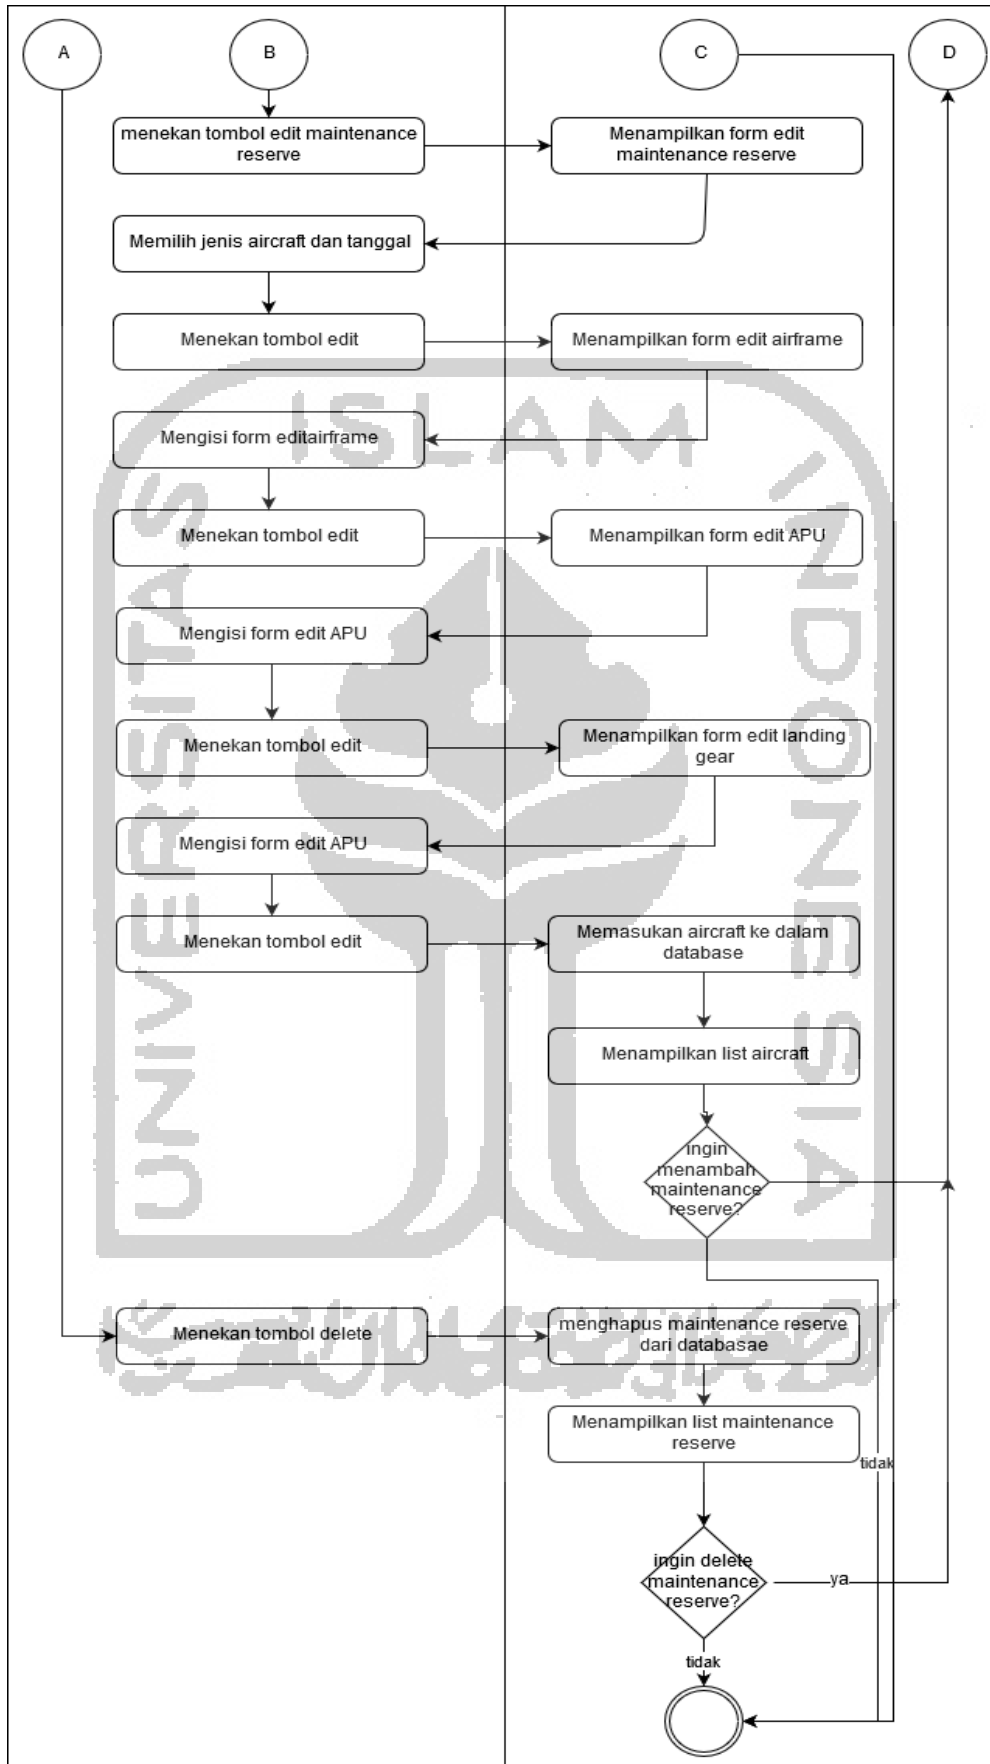 A
B
C
D
menekan tombol edit maintenance
reserve
Menampilkan form edit
maintenance reserve
Memilih jenis aircraft dan tanggal
Menekan tombol edit
Menampilkan form edit airframe
Mengisi form editairframe
Menekan tombol edit
Menampilkan form edit APU
Mengisi form edit APU
Menekan tombol edit
Menampilkan form edit landing
gear
Mengisi form edit APU
Menekan tombol edit
Memasukan aircraft ke dalam
database
Menampilkan list aircraft
ingin
menambah
maintenance
reserve?
Menekan tombol delete
menghapus maintenance reserve
dari databasae
Menampilkan list maintenance
reserve
tidak
ingin delete
maintenance
reserve?
ya
tidak
UNIVERSITAS
ISLAM
INDONESIA